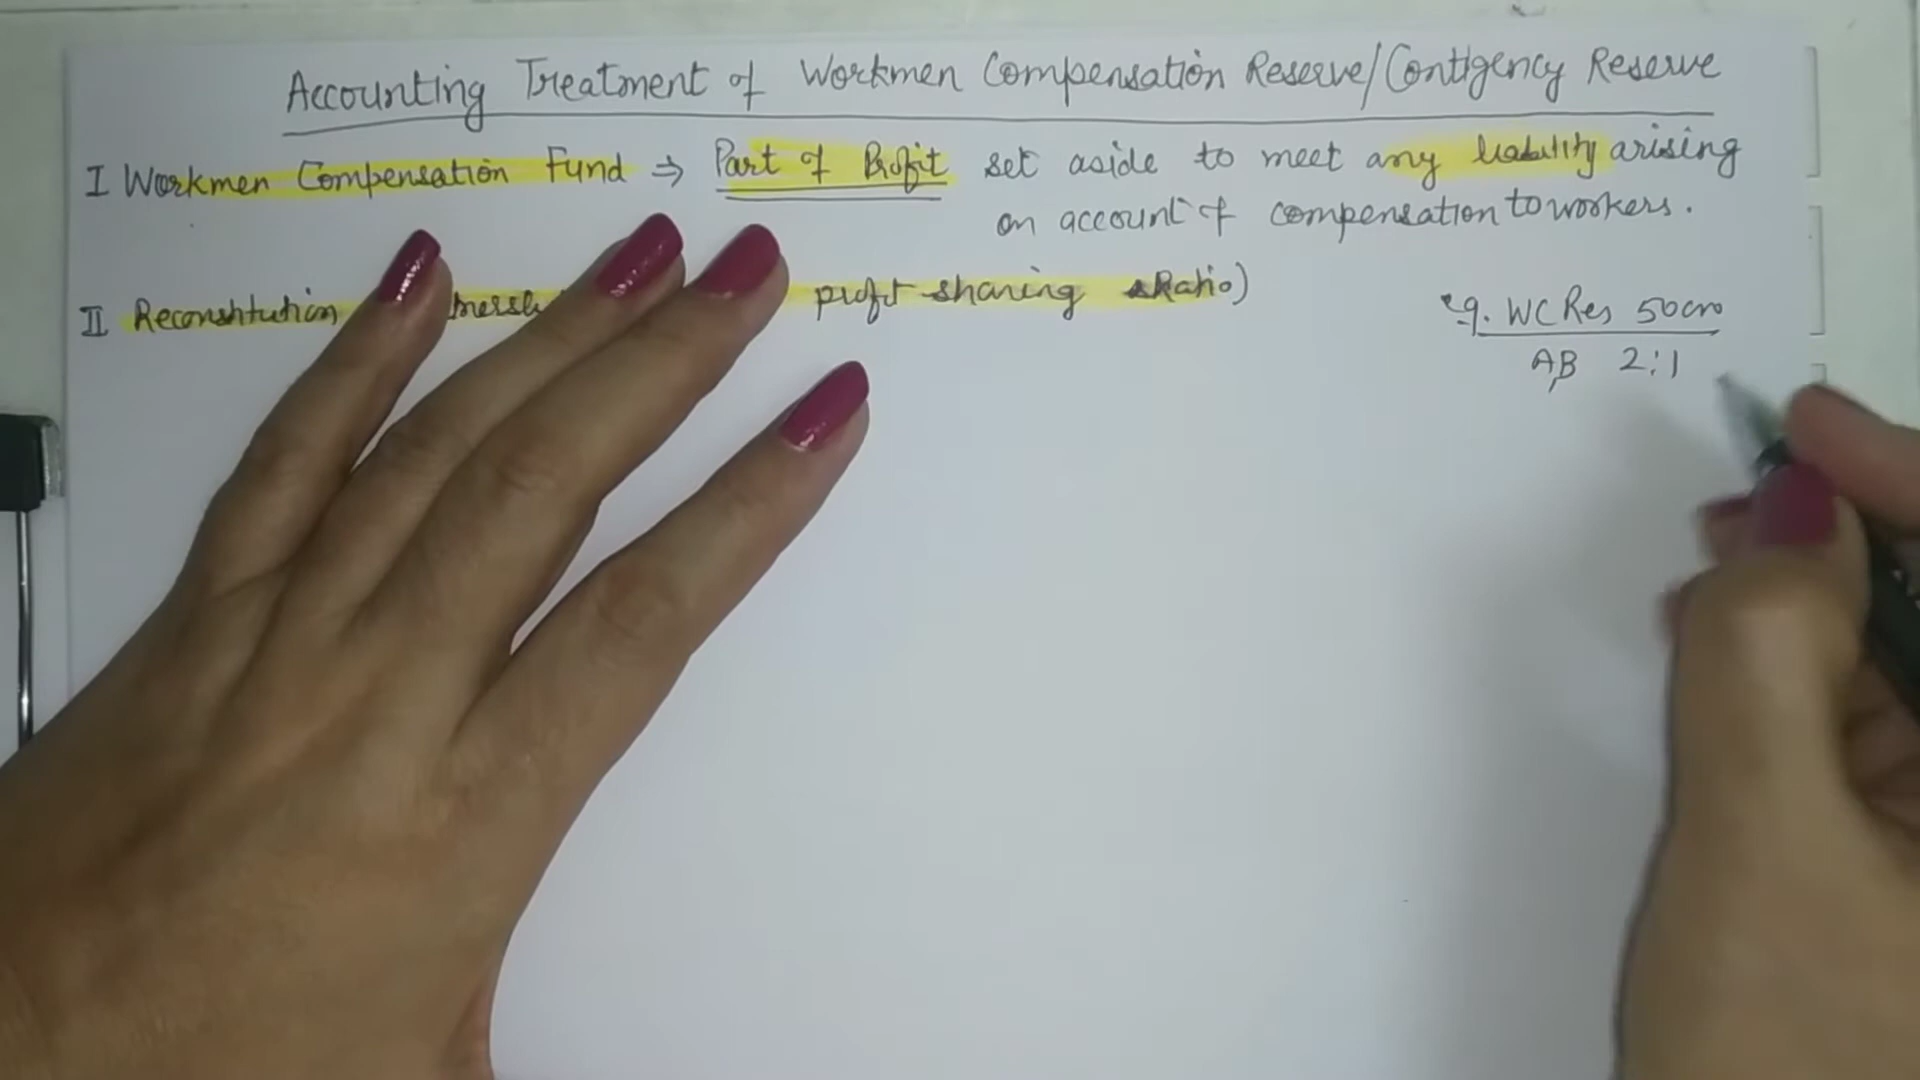 Accounting Treatment of Workmen Compensation Reserve/Contigency Reserve
I Workmen Compensation Fund ⇒ Part of Profit set aside to meet any liability arising
on account of compensation to workers.
II Reconstitution profit sharing Ratio)
eg. WC Res 50000
A,B 2:1